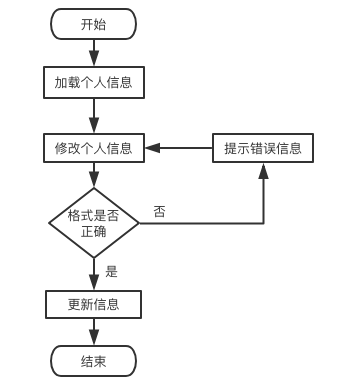 开始
加载个人信息
修改个人信息
提示错误信息
格式是否
正确
否
是
更新信息
结束